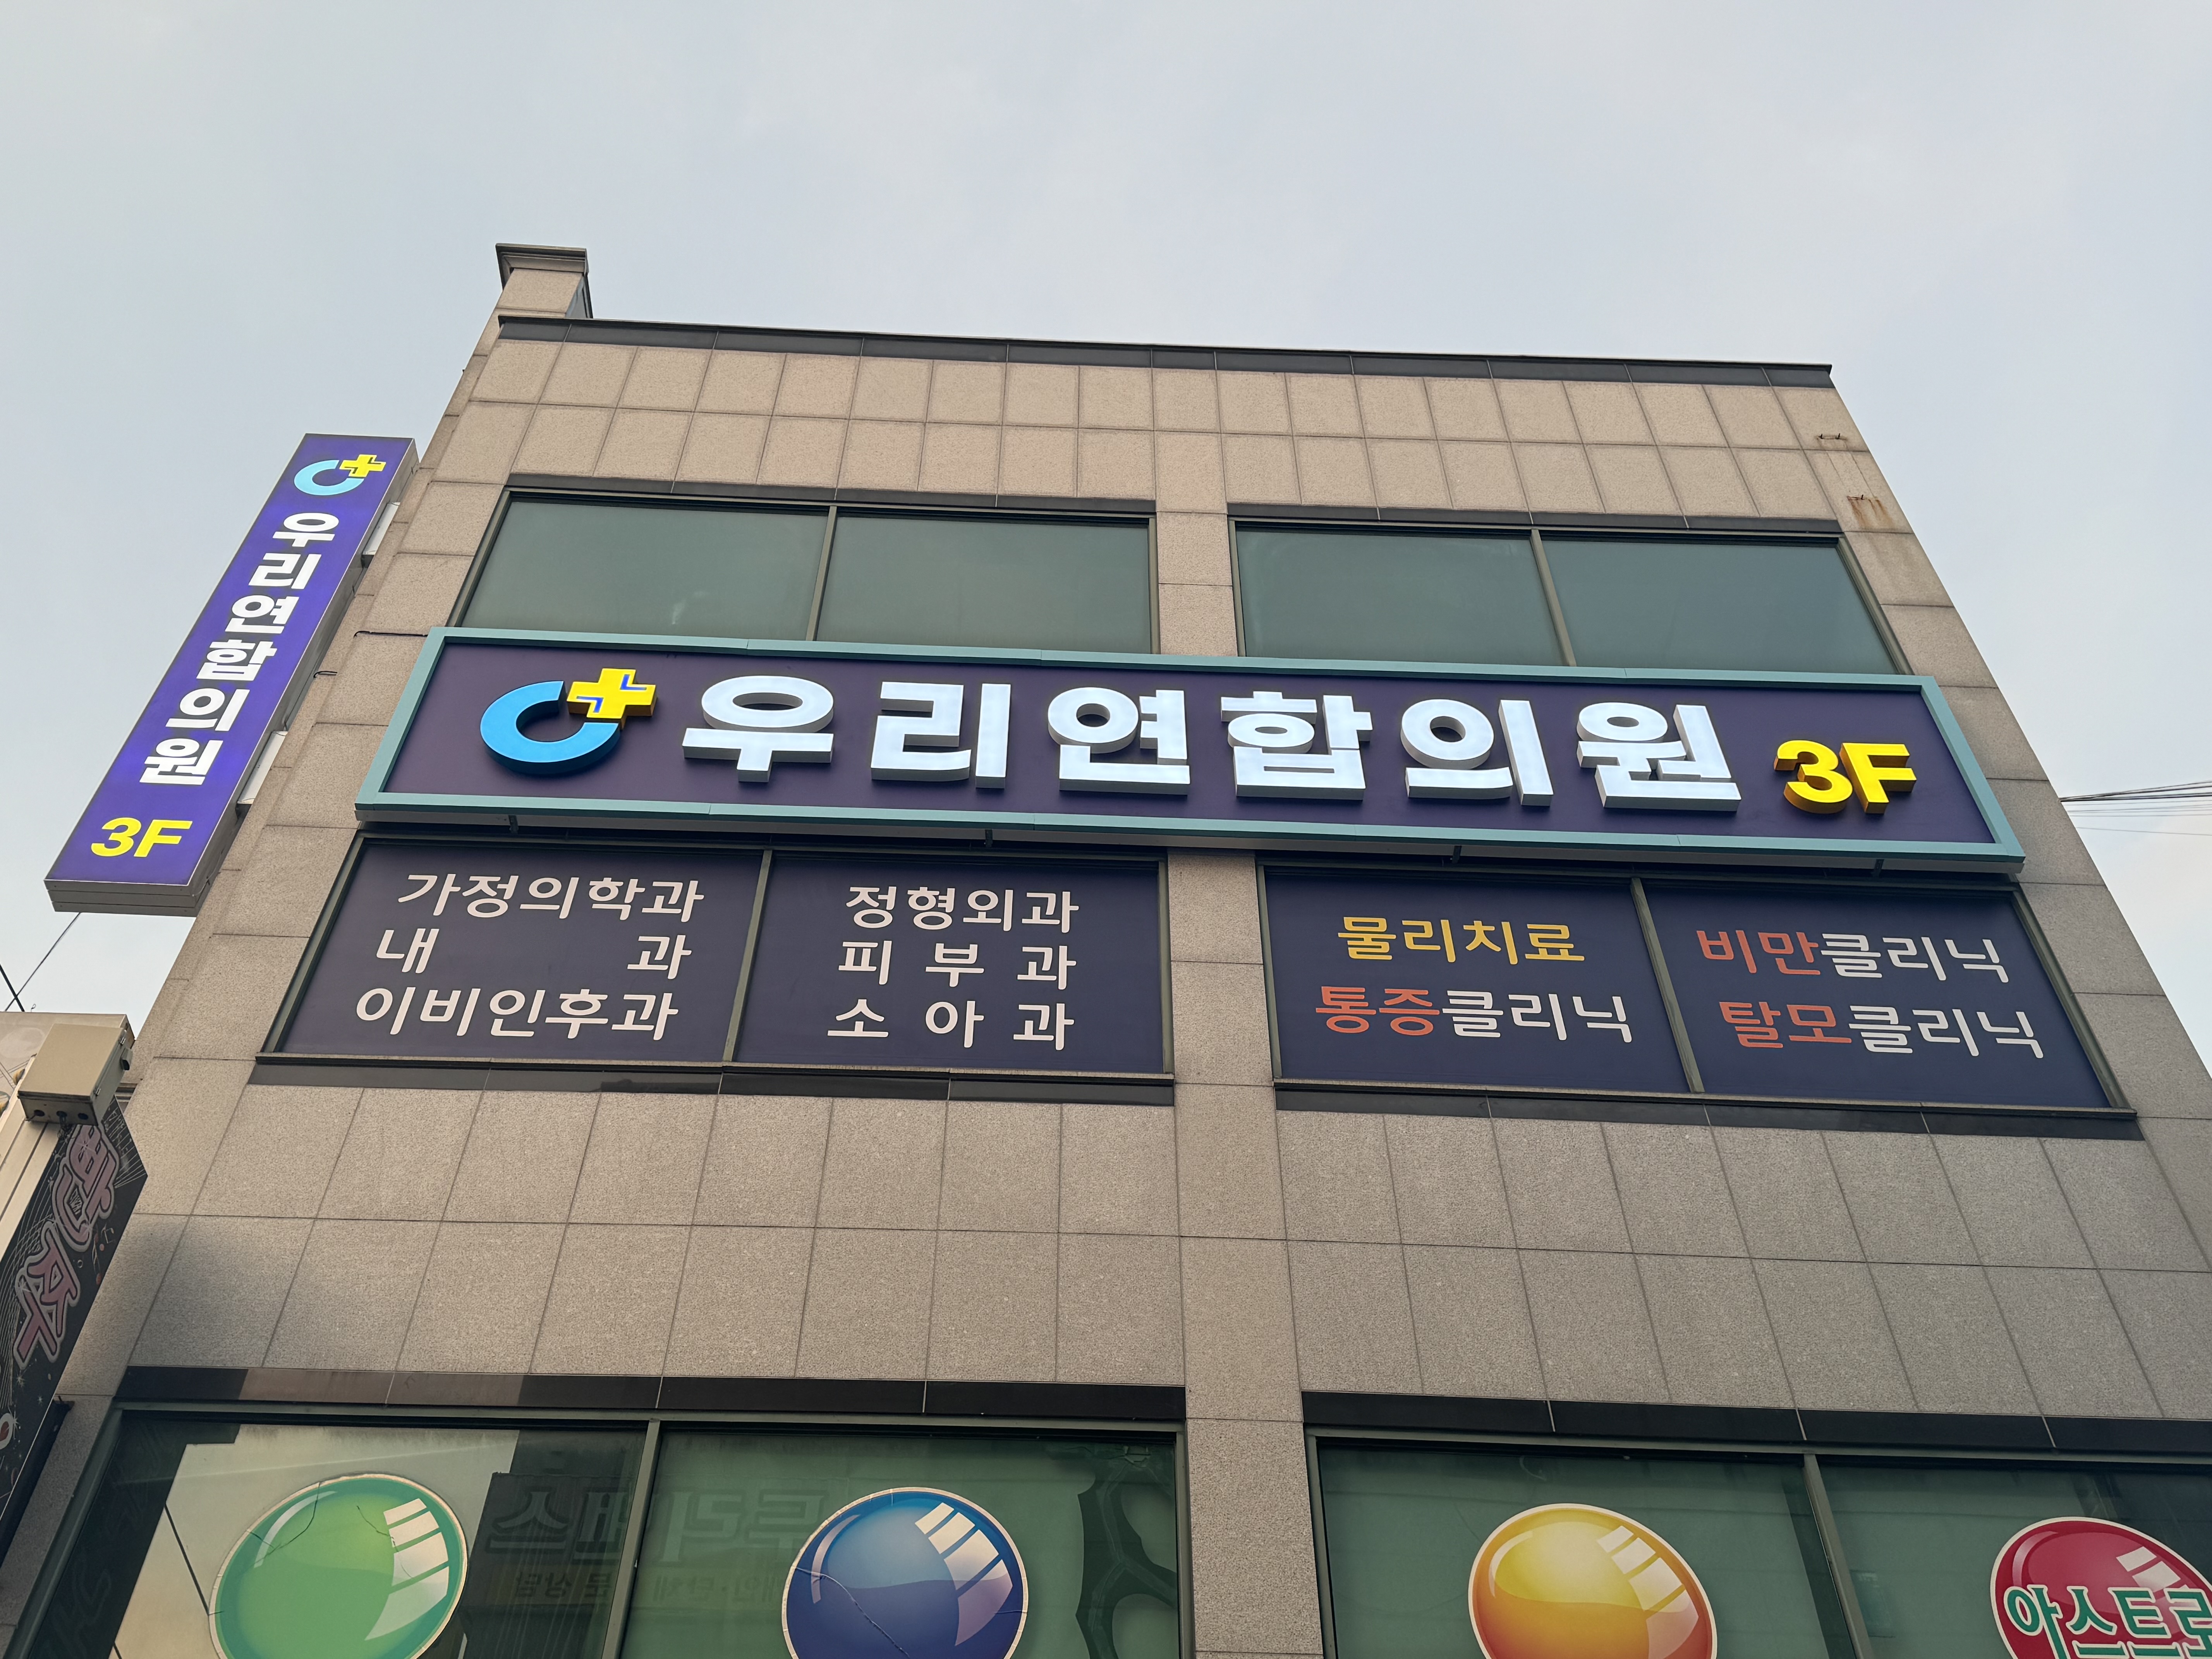 우리연합의원
3F
우리연합의원 3F
가정의학과
내 과
이비인후과
정형외과
피 부 과
소 아 과
물리치료
통증클리닉
비만클리닉
탈모클리닉